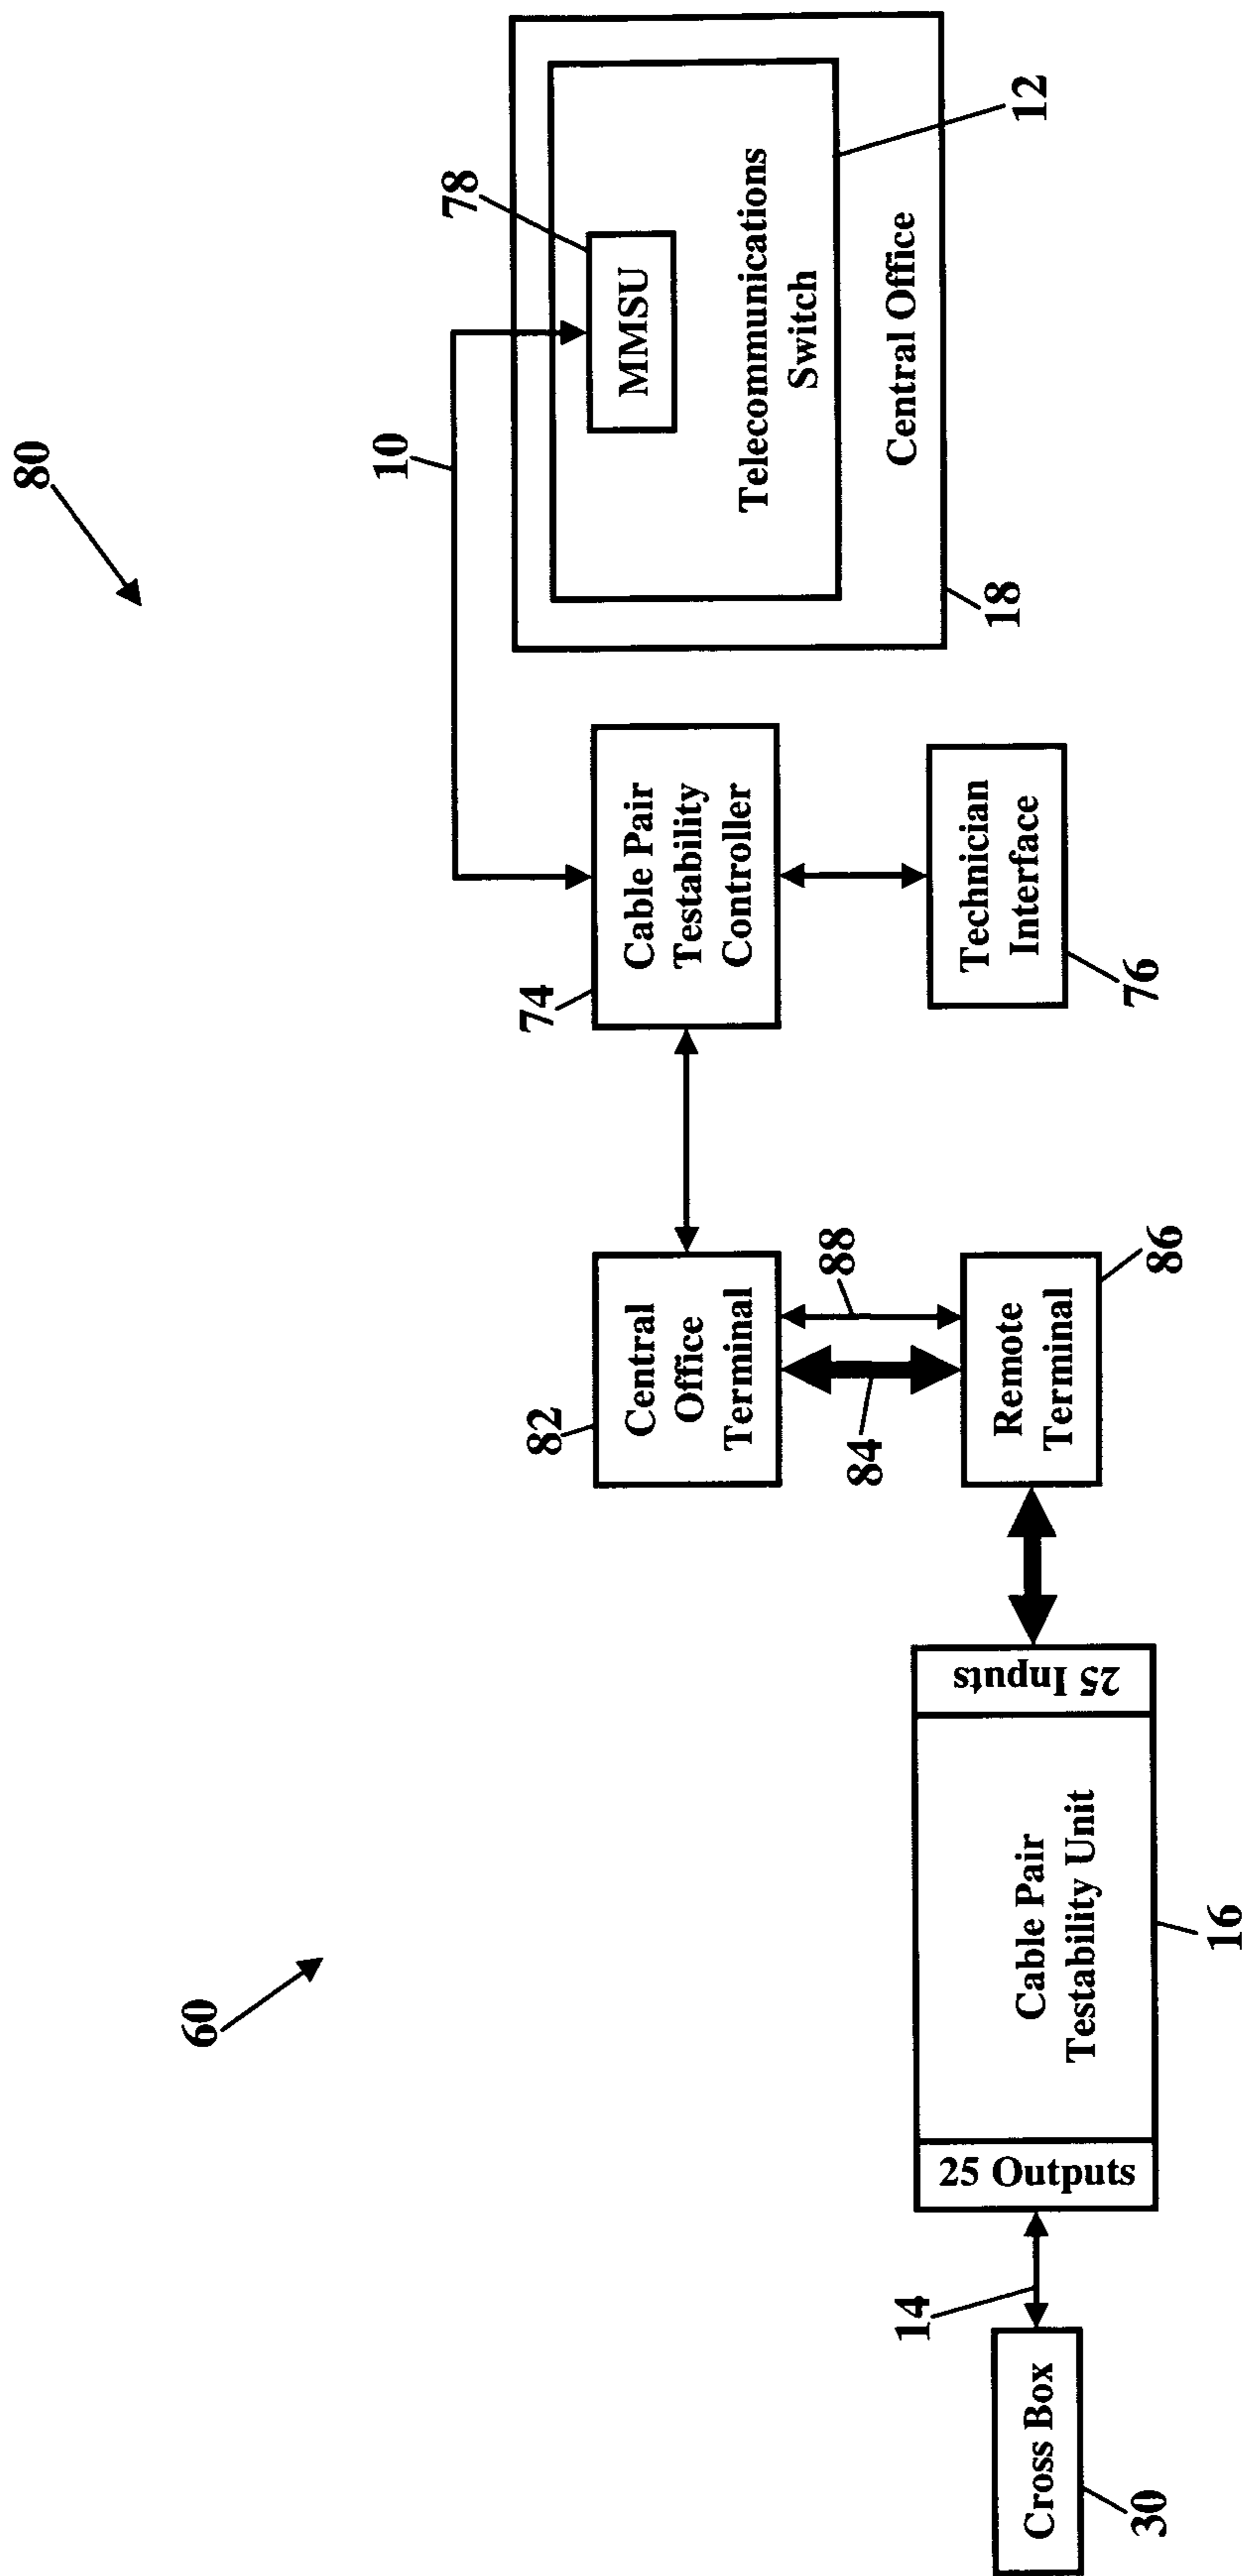 80
60
10
78
MMSU
Telecommunications
Switch
12
Central Office
18
74
Cable Pair
Testability
Controller
Technician
Interface
76
82
Central
Office
Terminal
88
84
Remote
Terminal
86
25 Inputs
Cable Pair
Testability Unit
25 Outputs
16
14
Cross Box
30